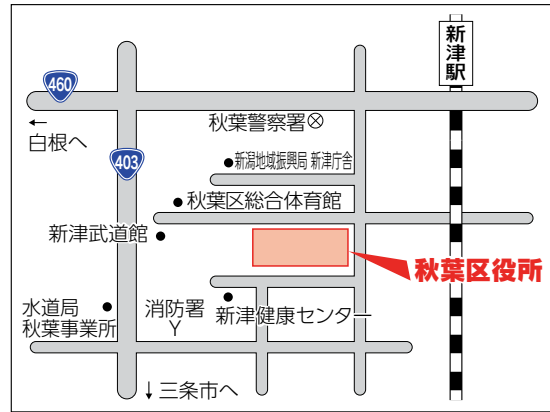 新津駅
460
←
白根へ
秋葉警察署
403
新潟地域振興局 新津庁舎
秋葉区総合体育館
新津武道館
秋葉区役所
水道局
秋葉事業所
消防署
Y
新津健康センター
↓三条市へ